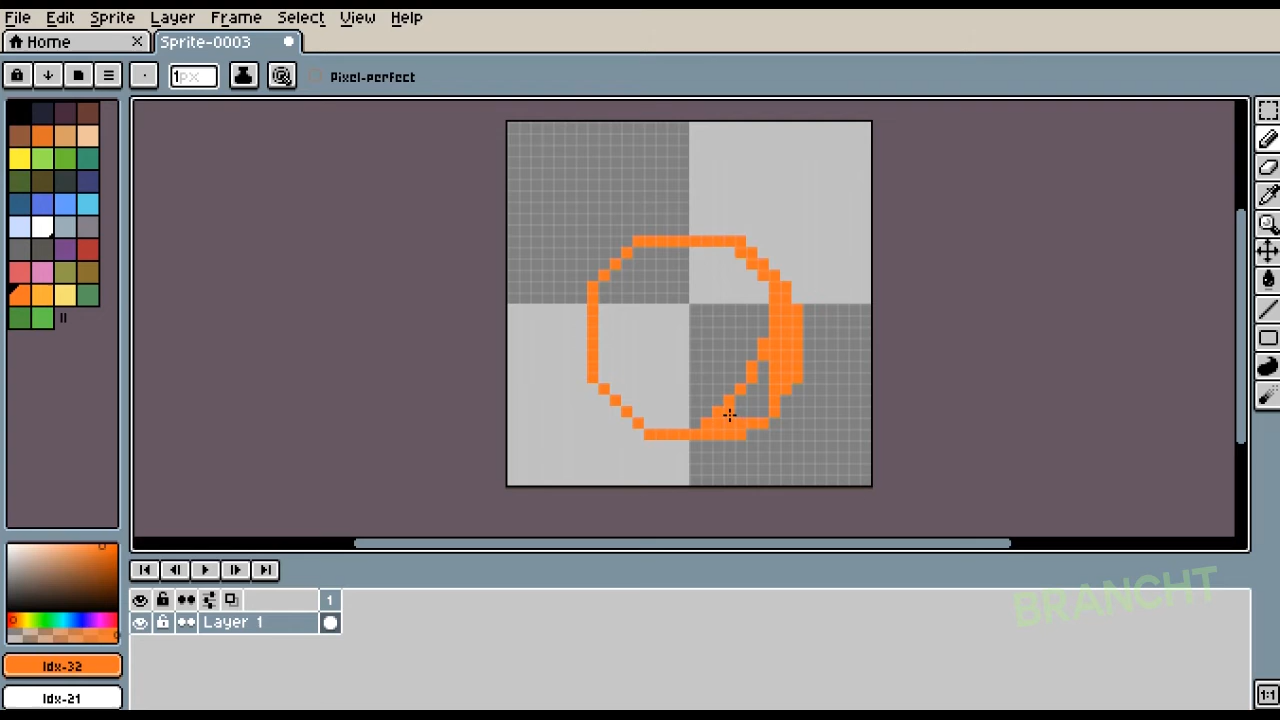 File Edit Sprite Layer Frame Select View Help
Home Sprite-0003
1px Pixel-perfect
1
Layer 1
BRANCHT
Idx-32
Idx-21
1:1